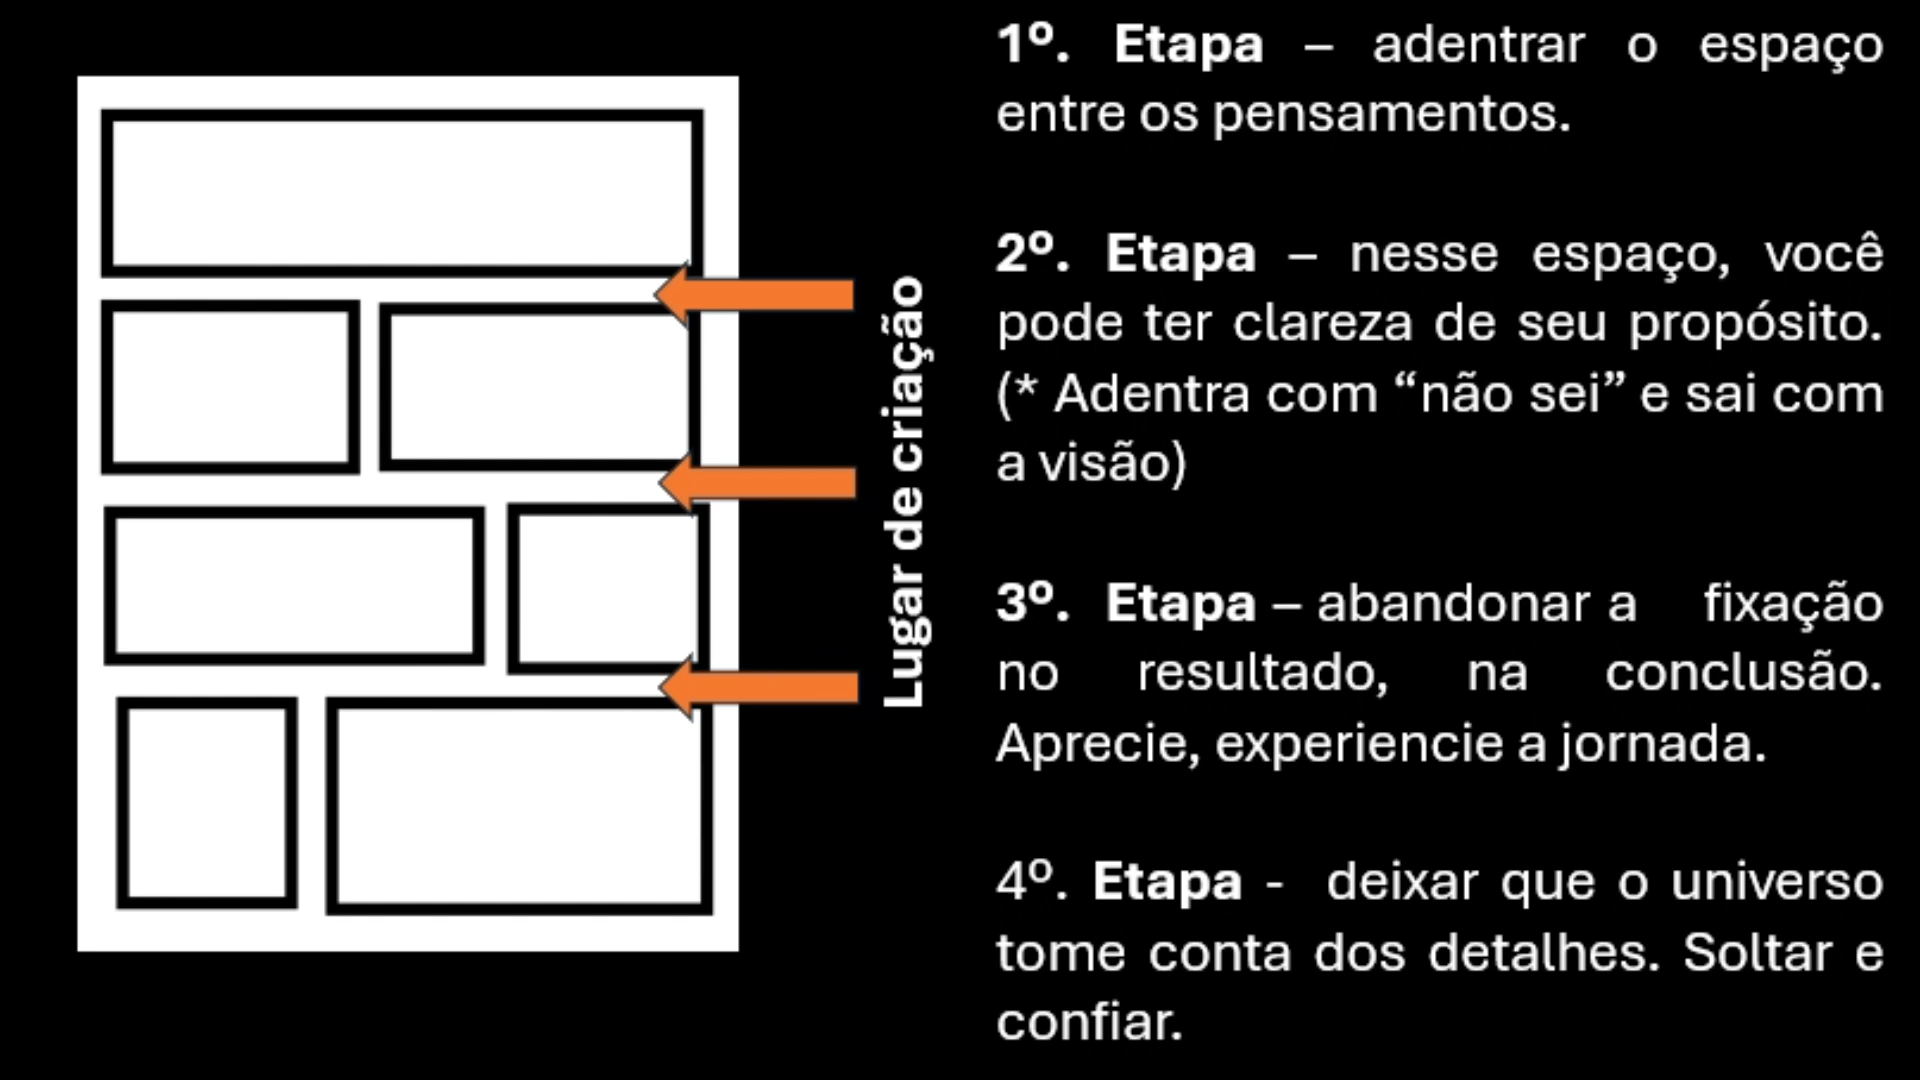 Lugar de criação
1º. Etapa – adentrar o espaço
entre os pensamentos.
2º. Etapa – nesse espaço, você
pode ter clareza de seu propósito.
(* Adentra com “não sei” e sai com
a visão)
3º. Etapa – abandonar a fixação
no resultado, na conclusão.
Aprecie, experiencie a jornada.
4º. Etapa - deixar que o universo
tome conta dos detalhes. Soltar e
confiar.